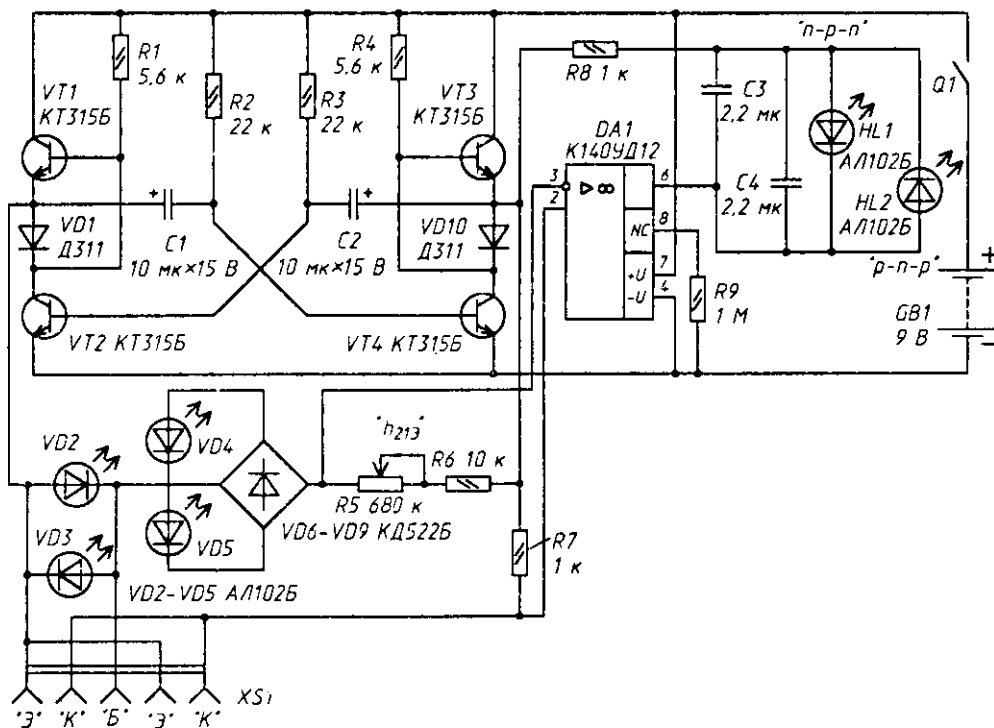 R1
5,6 к
R4
5,6 к
"n-p-n"
VT1
КТ315Б
R2
22 к
R3
22 к
VT3
КТ315Б
R8 1 к
C3
2,2 мк
Q1
DA1
К140УД12
HL1
АЛ102Б
3
2
▷ ∞
6
8
7
4
NC
+U
-U
C4
2,2 мк
HL2
АЛ102Б
+
+
VD1
Д311
C1
10 мк×15 В
C2
10 мк×15 В
VD10
Д311
"p-n-p"
+
R9
1 М
GB1
9 В
−
VT2 КТ315Б
VT4 КТ315Б
VD2
VD4
"h21Э"
R6 10 к
R5 680 к
VD3
VD5
VD6-VD9 КД522Б
R7
1 к
VD2-VD5 АЛ102Б
XS1
"Э"
"К"
"Б"
"Э"
"К"